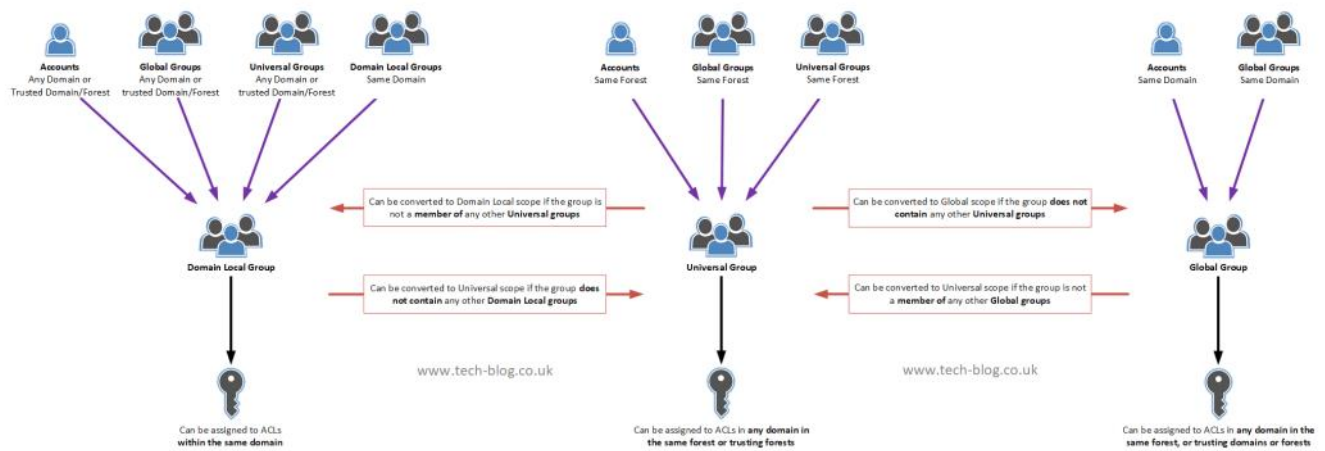 Accounts
Any Domain or
Trusted Domain/Forest
Global Groups
Any Domain or
trusted Domain/Forest
Universal Groups
Any Domain or
trusted Domain/Forest
Domain Local Groups
Same Domain
Accounts
Same Forest
Global Groups
Same Forest
Universal Groups
Same Forest
Accounts
Same Domain
Global Groups
Same Domain
Can be converted to Domain Local scope if the group is
not a member of any other Universal groups
Can be converted to Global scope if the group does not
contain any other Universal groups
Domain Local Group
Universal Group
Global Group
Can be converted to Universal scope if the group does
not contain any other Domain Local groups
Can be converted to Universal scope if the group is not
a member of any other Global groups
www.tech-blog.co.uk
www.tech-blog.co.uk
Can be assigned to ACLs
within the same domain
Can be assigned to ACLs in any domain in
the same forest or trusting forests
Can be assigned to ACLs in any domain in the
same forest, or trusting domains or forests